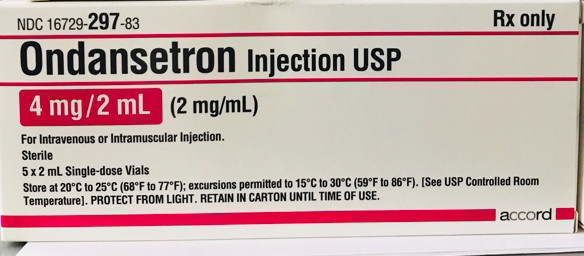 NDC 16729-297-83
Rx only
Ondansetron Injection USP
4 mg/2 mL (2 mg/mL)
For Intravenous or Intramuscular Injection.
Sterile
5 x 2 mL Single-dose Vials
Store at 20°C to 25°C (68°F to 77°F); excursions permitted to 15°C to 30°C (59°F to 86°F). [See USP Controlled Room
Temperature]. PROTECT FROM LIGHT. RETAIN IN CARTON UNTIL TIME OF USE.
accord